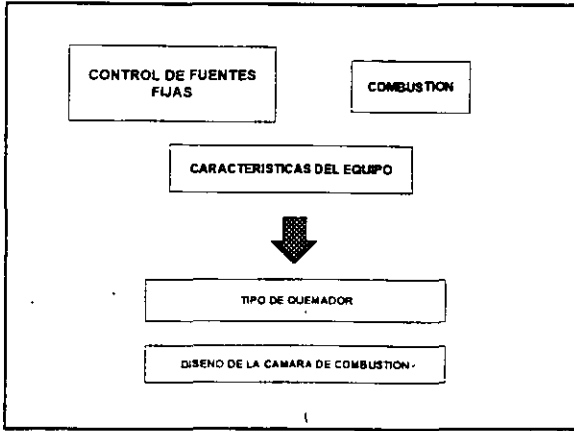 CONTROL DE FUENTES
FIJAS
COMBUSTION
CARACTERISTICAS DEL EQUIPO
TIPO DE QUEMADOR
DISENO DE LA CAMARA DE COMBUSTION